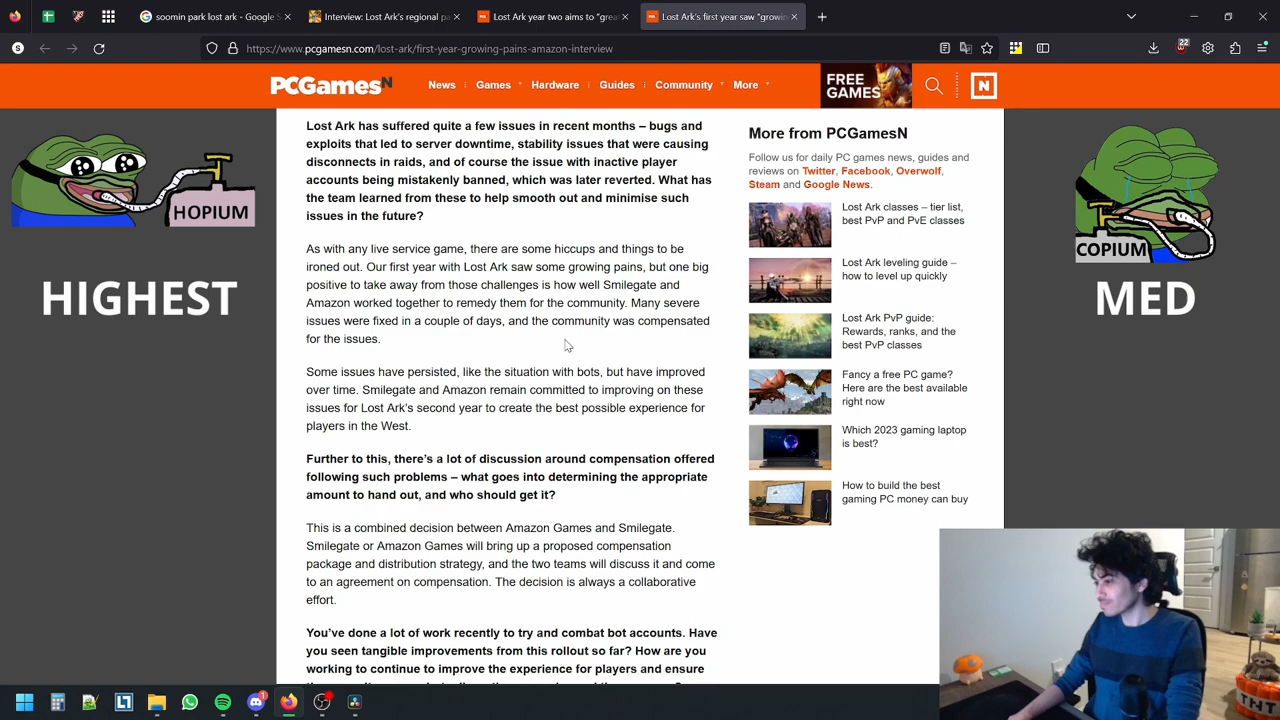 soomin park lost ark - Google S
Interview: Lost Ark's regional pa
Lost Ark year two aims to "grea
Lost Ark's first year saw "growin
S
https://www.pcgamesn.com/lost-ark/first-year-growing-pains-amazon-interview
22
PCGamesN
News
Games
Hardware
Guides
Community
More
FREE
GAMES
N
Lost Ark has suffered quite a few issues in recent months – bugs and
exploits that led to server downtime, stability issues that were causing
disconnects in raids, and of course the issue with inactive player
accounts being mistakenly banned, which was later reverted. What has
the team learned from these to help smooth out and minimise such
issues in the future?
As with any live service game, there are some hiccups and things to be
ironed out. Our first year with Lost Ark saw some growing pains, but one big
positive to take away from those challenges is how well Smilegate and
Amazon worked together to remedy them for the community. Many severe
issues were fixed in a couple of days, and the community was compensated
for the issues.
Some issues have persisted, like the situation with bots, but have improved
over time. Smilegate and Amazon remain committed to improving on these
issues for Lost Ark's second year to create the best possible experience for
players in the West.
Further to this, there's a lot of discussion around compensation offered
following such problems – what goes into determining the appropriate
amount to hand out, and who should get it?
This is a combined decision between Amazon Games and Smilegate.
Smilegate or Amazon Games will bring up a proposed compensation
package and distribution strategy, and the two teams will discuss it and come
to an agreement on compensation. The decision is always a collaborative
effort.
You've done a lot of work recently to try and combat bot accounts. Have
you seen tangible improvements from this rollout so far? How are you
working to continue to improve the experience for players and ensure
More from PCGamesN
Follow us for daily PC games news, guides and
reviews on Twitter, Facebook, Overwolf,
Steam and Google News.
Lost Ark classes – tier list,
best PvP and PvE classes
Lost Ark leveling guide –
how to level up quickly
Lost Ark PvP guide:
Rewards, ranks, and the
best PvP classes
Fancy a free PC game?
Here are the best available
right now
Which 2023 gaming laptop
is best?
How to build the best
gaming PC money can buy
HOPIUM
HIGHEST
COPIUM
MED
TNT
1